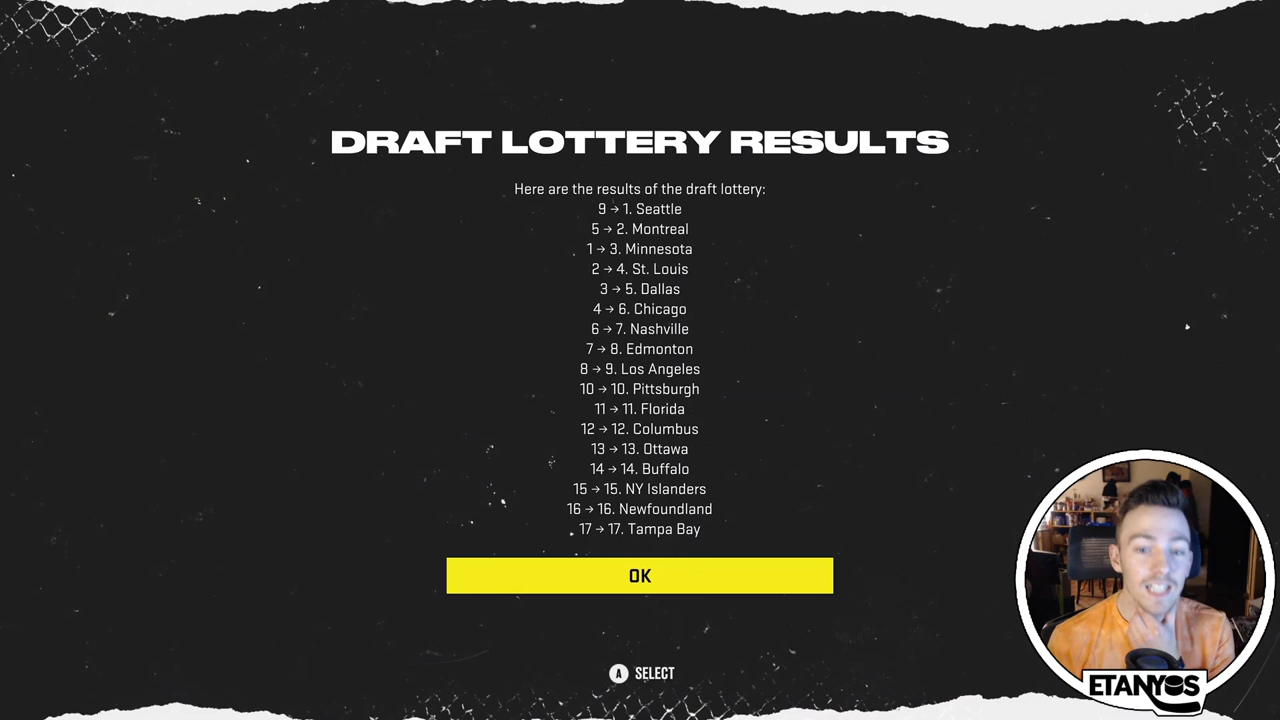 DRAFT LOTTERY RESULTS
Here are the results of the draft lottery:
9 → 1. Seattle
5 → 2. Montreal
1 → 3. Minnesota
2 → 4. St. Louis
3 → 5. Dallas
4 → 6. Chicago
6 → 7. Nashville
7 → 8. Edmonton
8 → 9. Los Angeles
10 → 10. Pittsburgh
11 → 11. Florida
12 → 12. Columbus
13 → 13. Ottawa
14 → 14. Buffalo
15 → 15. NY Islanders
16 → 16. Newfoundland
17 → 17. Tampa Bay
OK
A SELECT
ETANYOS